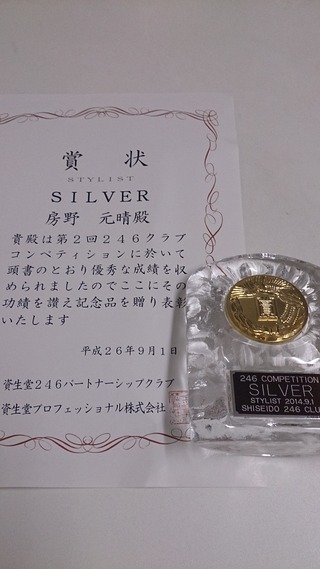 賞 状
STYLIST
SILVER
房野 元晴殿
貴殿は第2回246クラブ
コンペティションに於いて
頭書のとおり優秀な成績を収
められましたのでここにその
功績を讃え記念品を贈り表彰
いたします
平成26年9月1
資生堂246パートナーシップクラブ
資生堂プロフェッショナル株式会社
246 COMPETITION
SILVER
STYLIST 2014.9.1
SHISEIDO 246 CLU